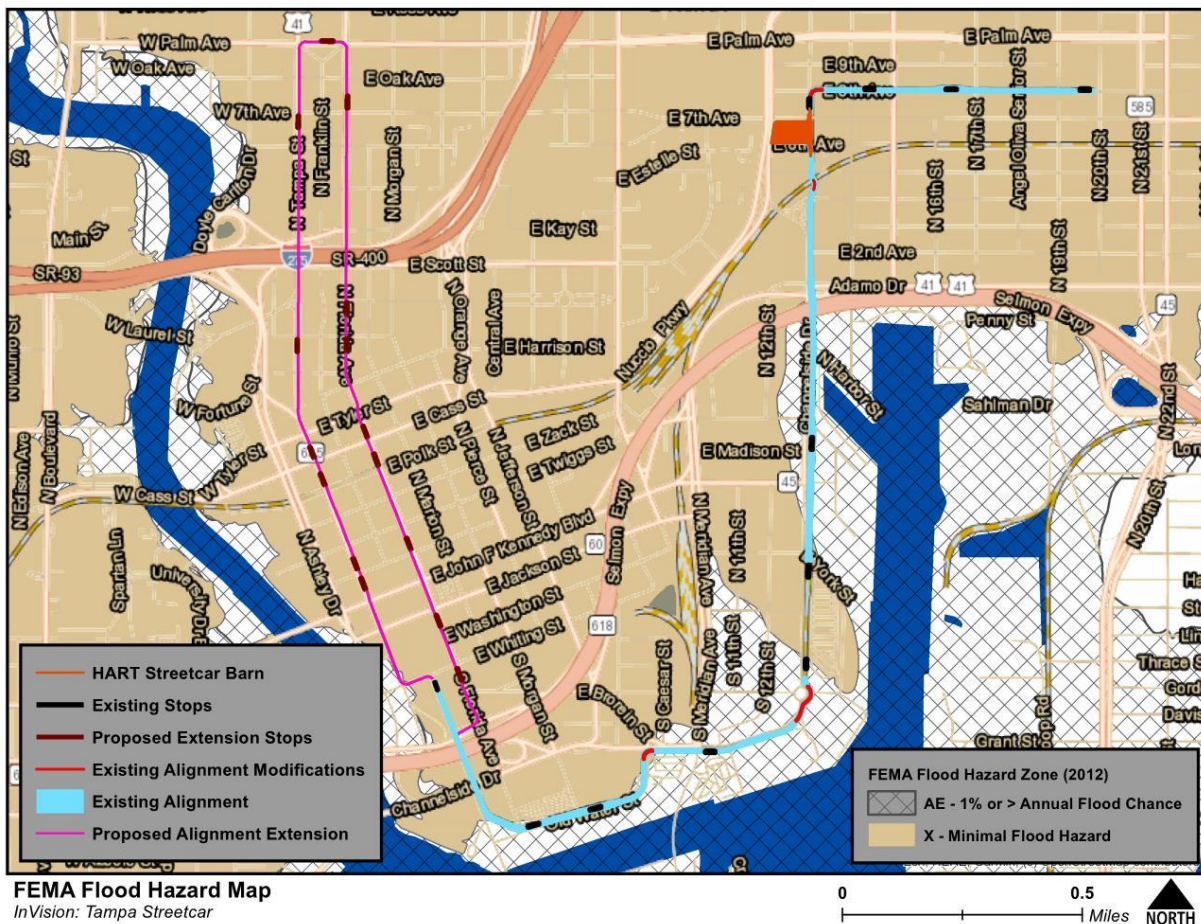 41
W Palm Ave
E Palm Ave
E Palm Ave
W Oak Ave
E Oak Ave
E 9th Ave
W 7th Ave
E 7th Ave
585
N Tampa St
N Franklin St
N Morgan St
E Estelle St
N 16th St
N 17th St
Angel Oliva Senior St
N 19th St
N 20th St
N 21st St
Doyle Carlton Dr
Main St
275
SR-93
SR-400
E Kay St
E Scott St
E 2nd Ave
Adamo Dr
41
41
Selmon Expy
45
N Orange Ave
Central Ave
Nuccio Pkwy
N 12th St
Channelside Dr
Penny St
W Laurel St
E Harrison St
N Harbor St
N Munro St
W Fortune St
E Tyler St
E Cass St
Sahlman Dr
N 22nd St
N Edison Ave
N Boulevard
W Tyler St
E Polk St
N Pierce St
N Jefferson St
E Zack St
E Twiggs St
E Madison St
45
W Cass St
N Marion St
E John F Kennedy Blvd
E Jackson St
60
Selmon Expy
N Meridian Ave
N 11th St
York St
N 20th St
Spartan Ln
N Ashley Dr
E Washington St
E Whiting St
618
S Morgan St
S Caesar St
S Meridian Ave
S 11th St
S 12th St
Thrace St
Grant St
Channelside Dr
Old Water St
HART Streetcar Barn
Existing Stops
Proposed Extension Stops
Existing Alignment Modifications
Existing Alignment
Proposed Alignment Extension
FEMA Flood Hazard Zone (2012)
AE - 1% or > Annual Flood Chance
X - Minimal Flood Hazard
FEMA Flood Hazard Map
InVision: Tampa Streetcar
0
0.5
Miles
NORTH